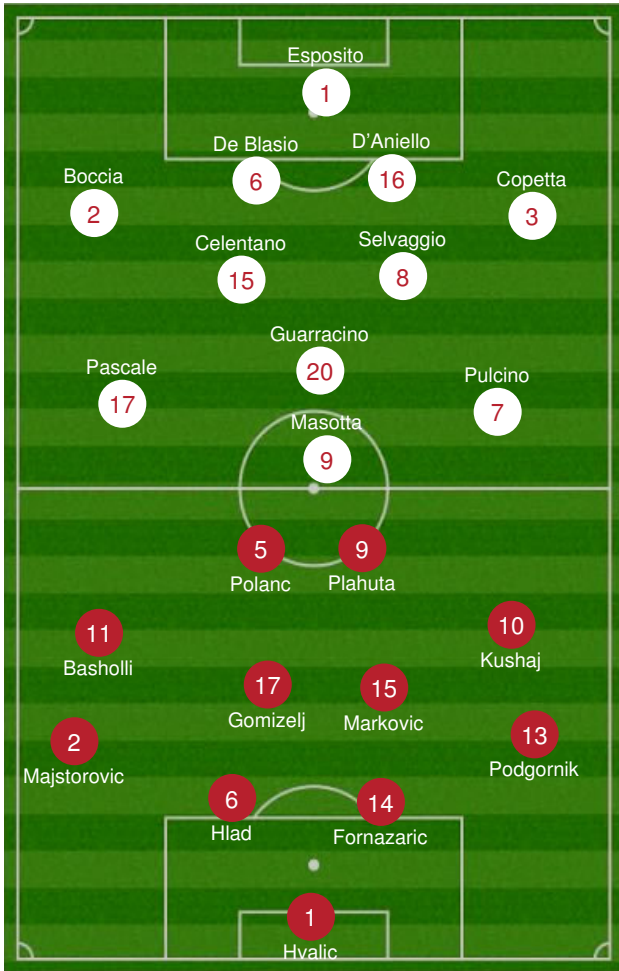 Esposito
1
De Blasio
D’Aniello
6
16
Boccia
Copetta
2
3
Celentano
Selvaggio
15
8
Guarracino
20
Pascale
Pulcino
17
7
Masotta
9
5
9
Polanc
Plahuta
11
10
Basholli
Kushaj
17
15
Gomizelj
Markovic
2
13
Majstorovic
Podgornik
6
14
Hlad
Fornazaric
1
Hvalic